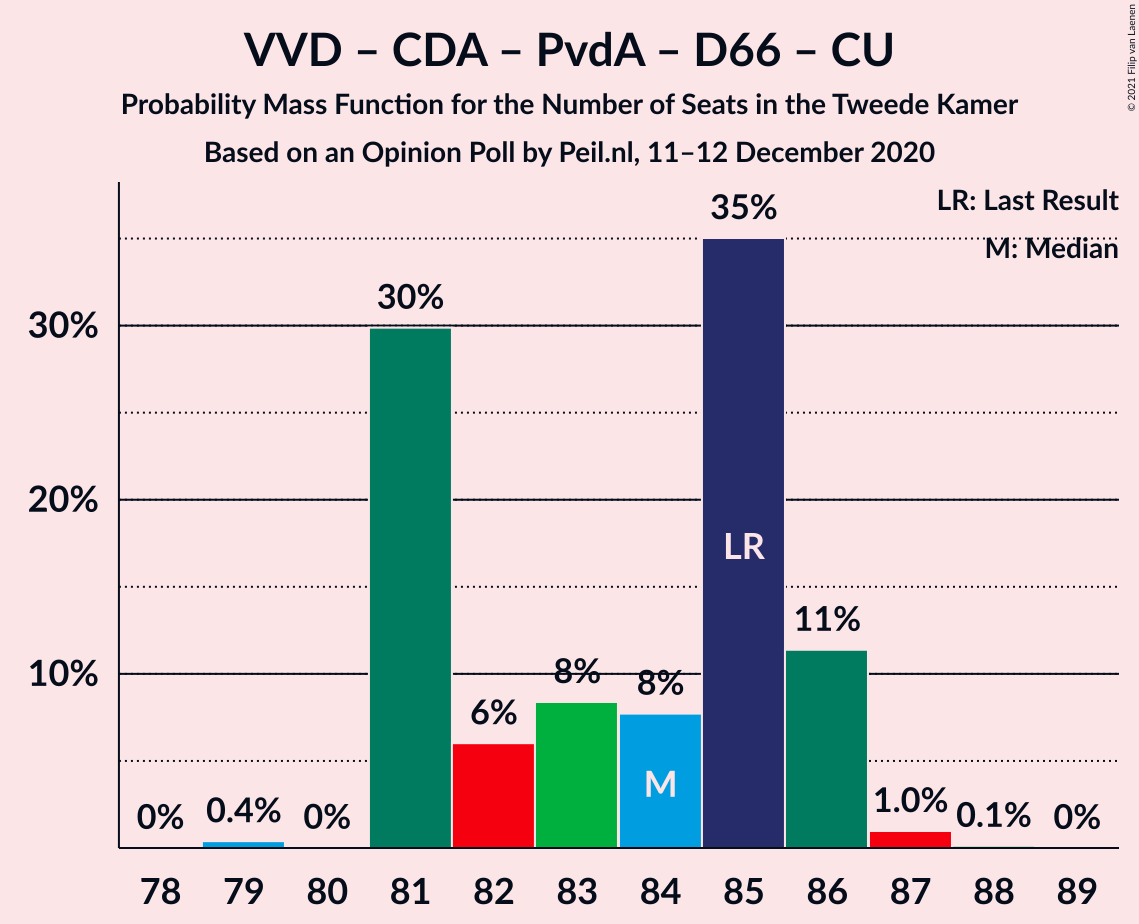 VVD – CDA – PvdA – D66 – CU
Probability Mass Function for the Number of Seats in the Tweede Kamer
Based on an Opinion Poll by Peil.nl, 11–12 December 2020
© 2021 Filip van Laenen
LR: Last Result
M: Median
30%
20%
10%
0%
0.4%
0%
30%
6%
8%
8%
35%
11%
1.0%
0.1%
0%
LR
M
78 79 80 81 82 83 84 85 86 87 88 89